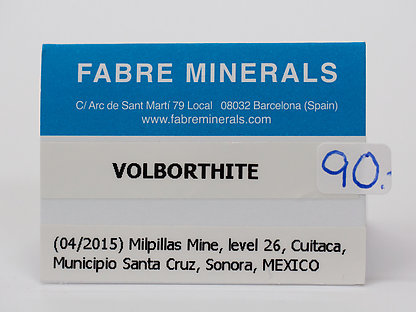 FABRE MINERALS
C/ Arc de Sant Martí 79 Local 08032 Barcelona (Spain)
www.fabreminerals.com
VOLBORTHITE
90.-
(04/2015) Milpillas Mine, level 26, Cuitaca,
Municipio Santa Cruz, Sonora, MEXICO